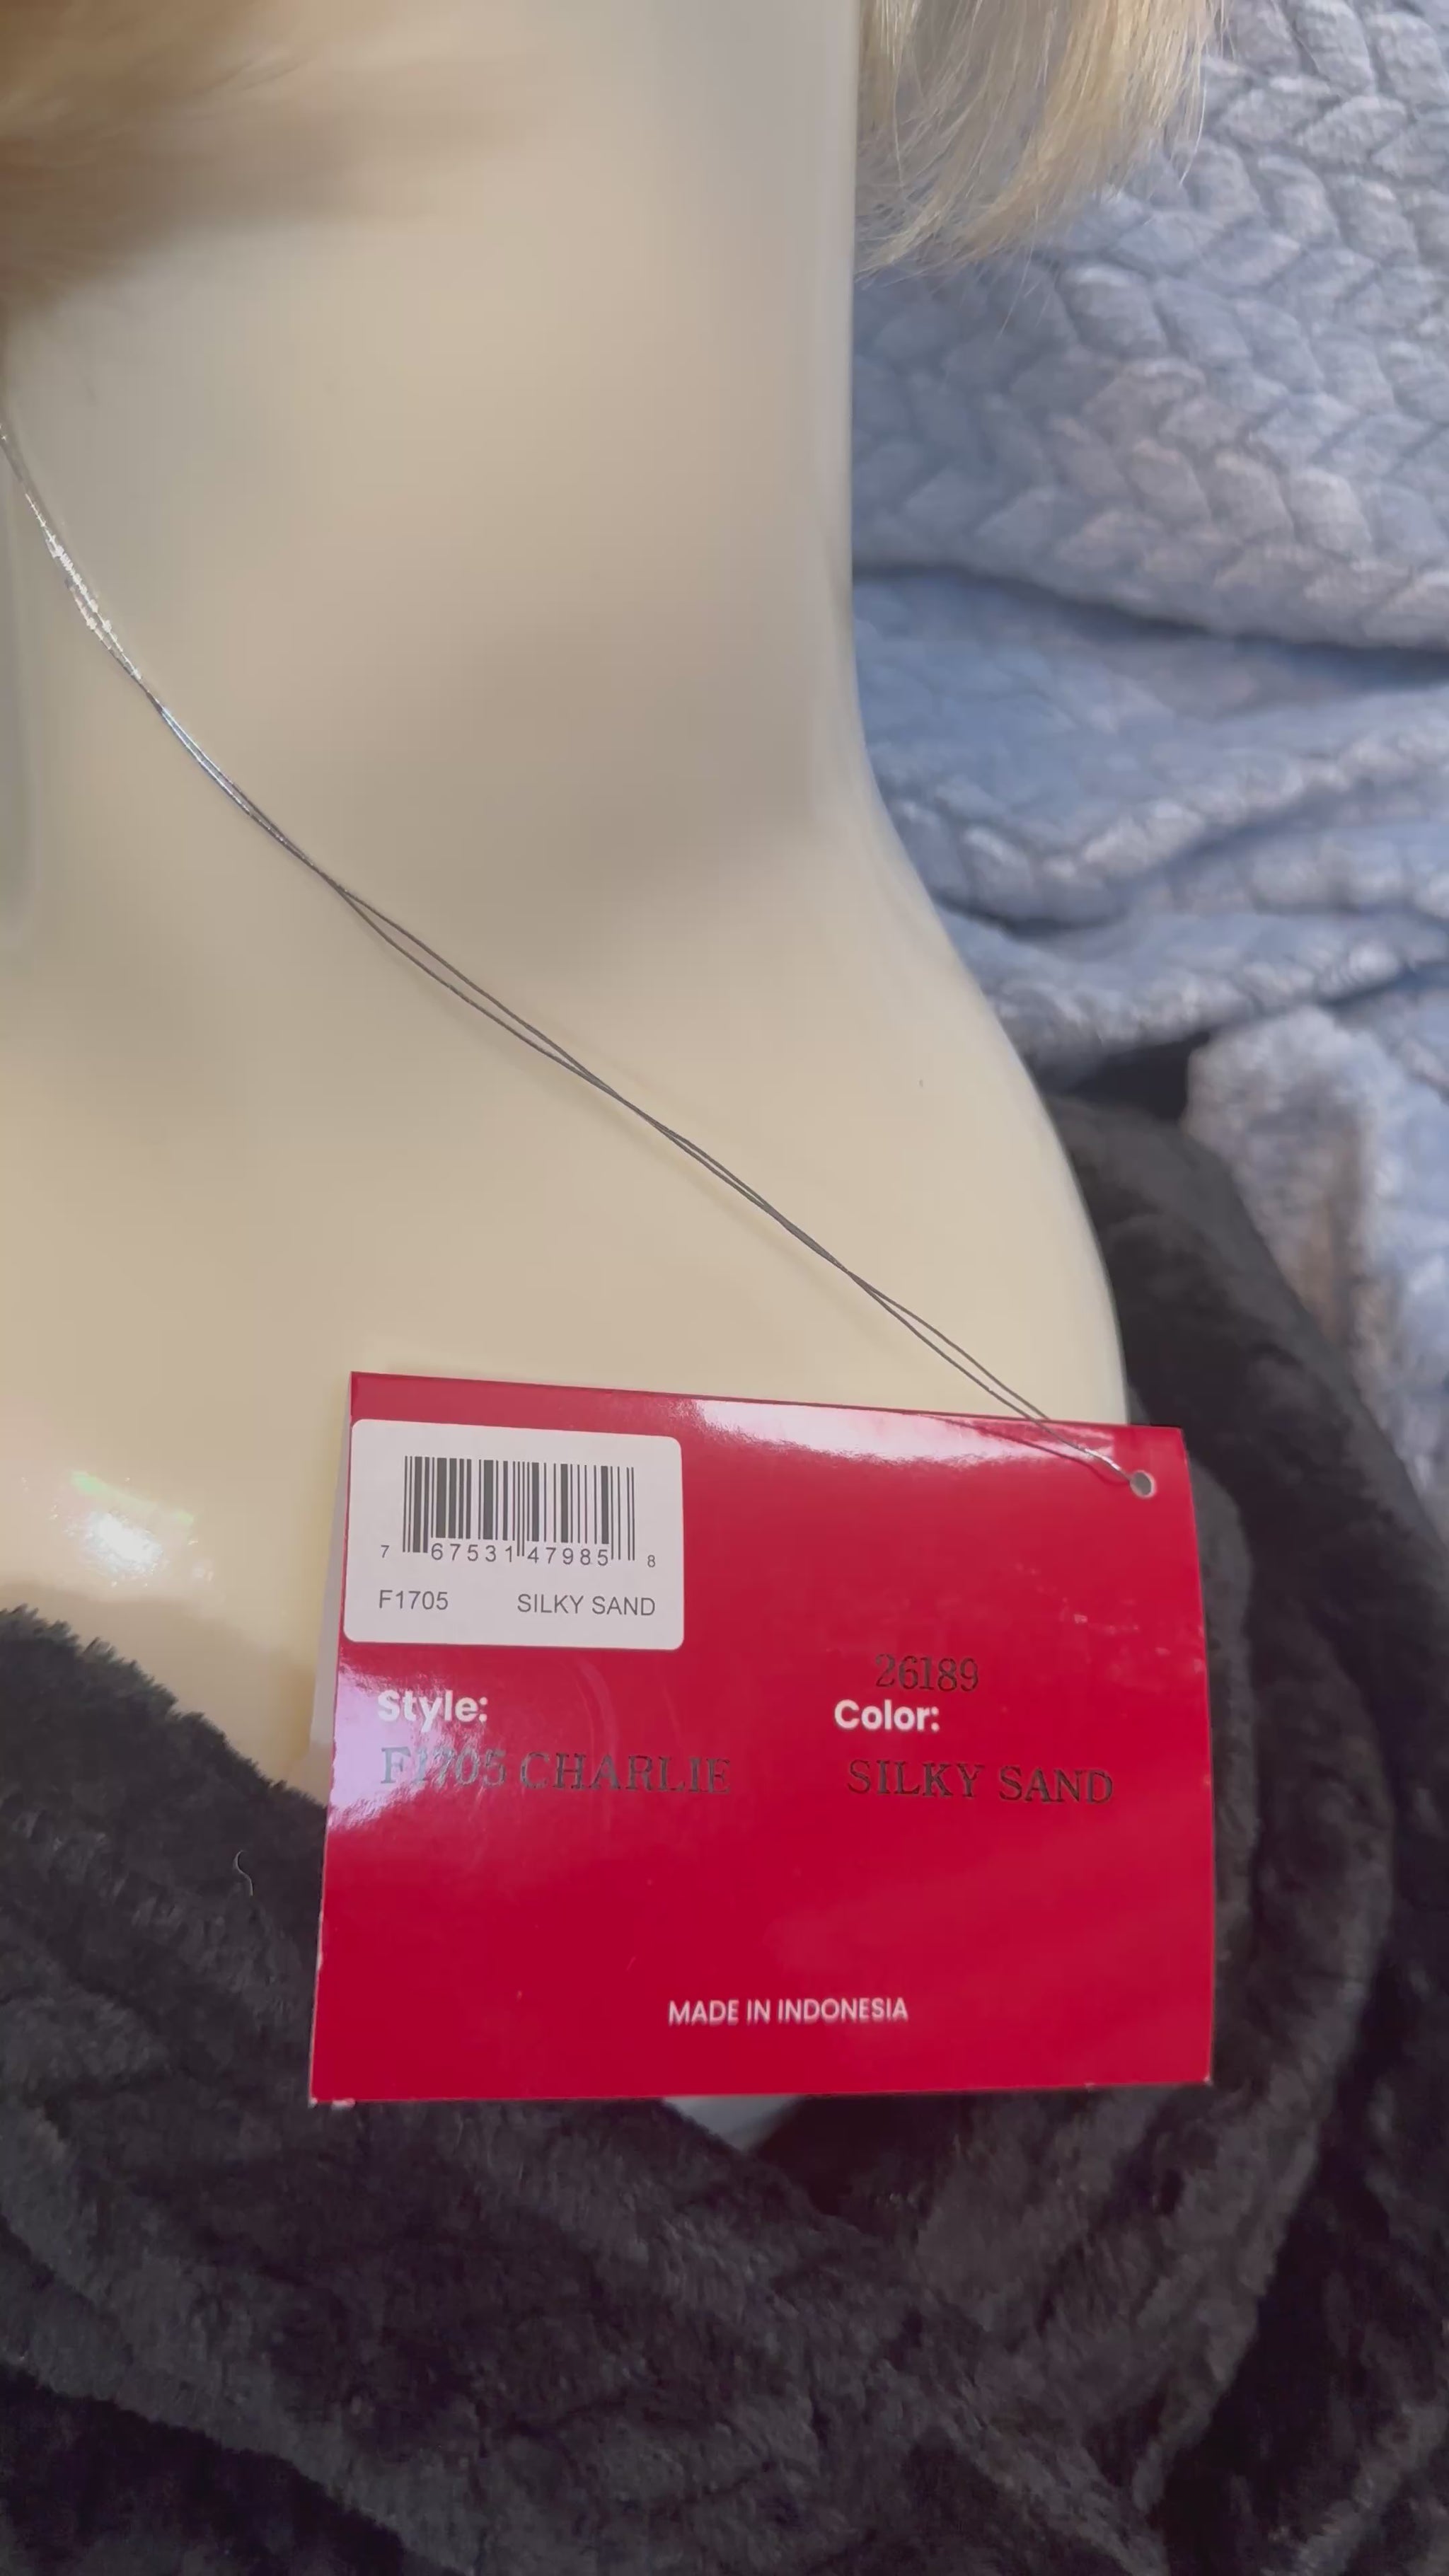 7 67531 47985 8
F1705 SILKY SAND
26189
Style: Color:
F1705 CHARLIE SILKY SAND
MADE IN INDONESIA